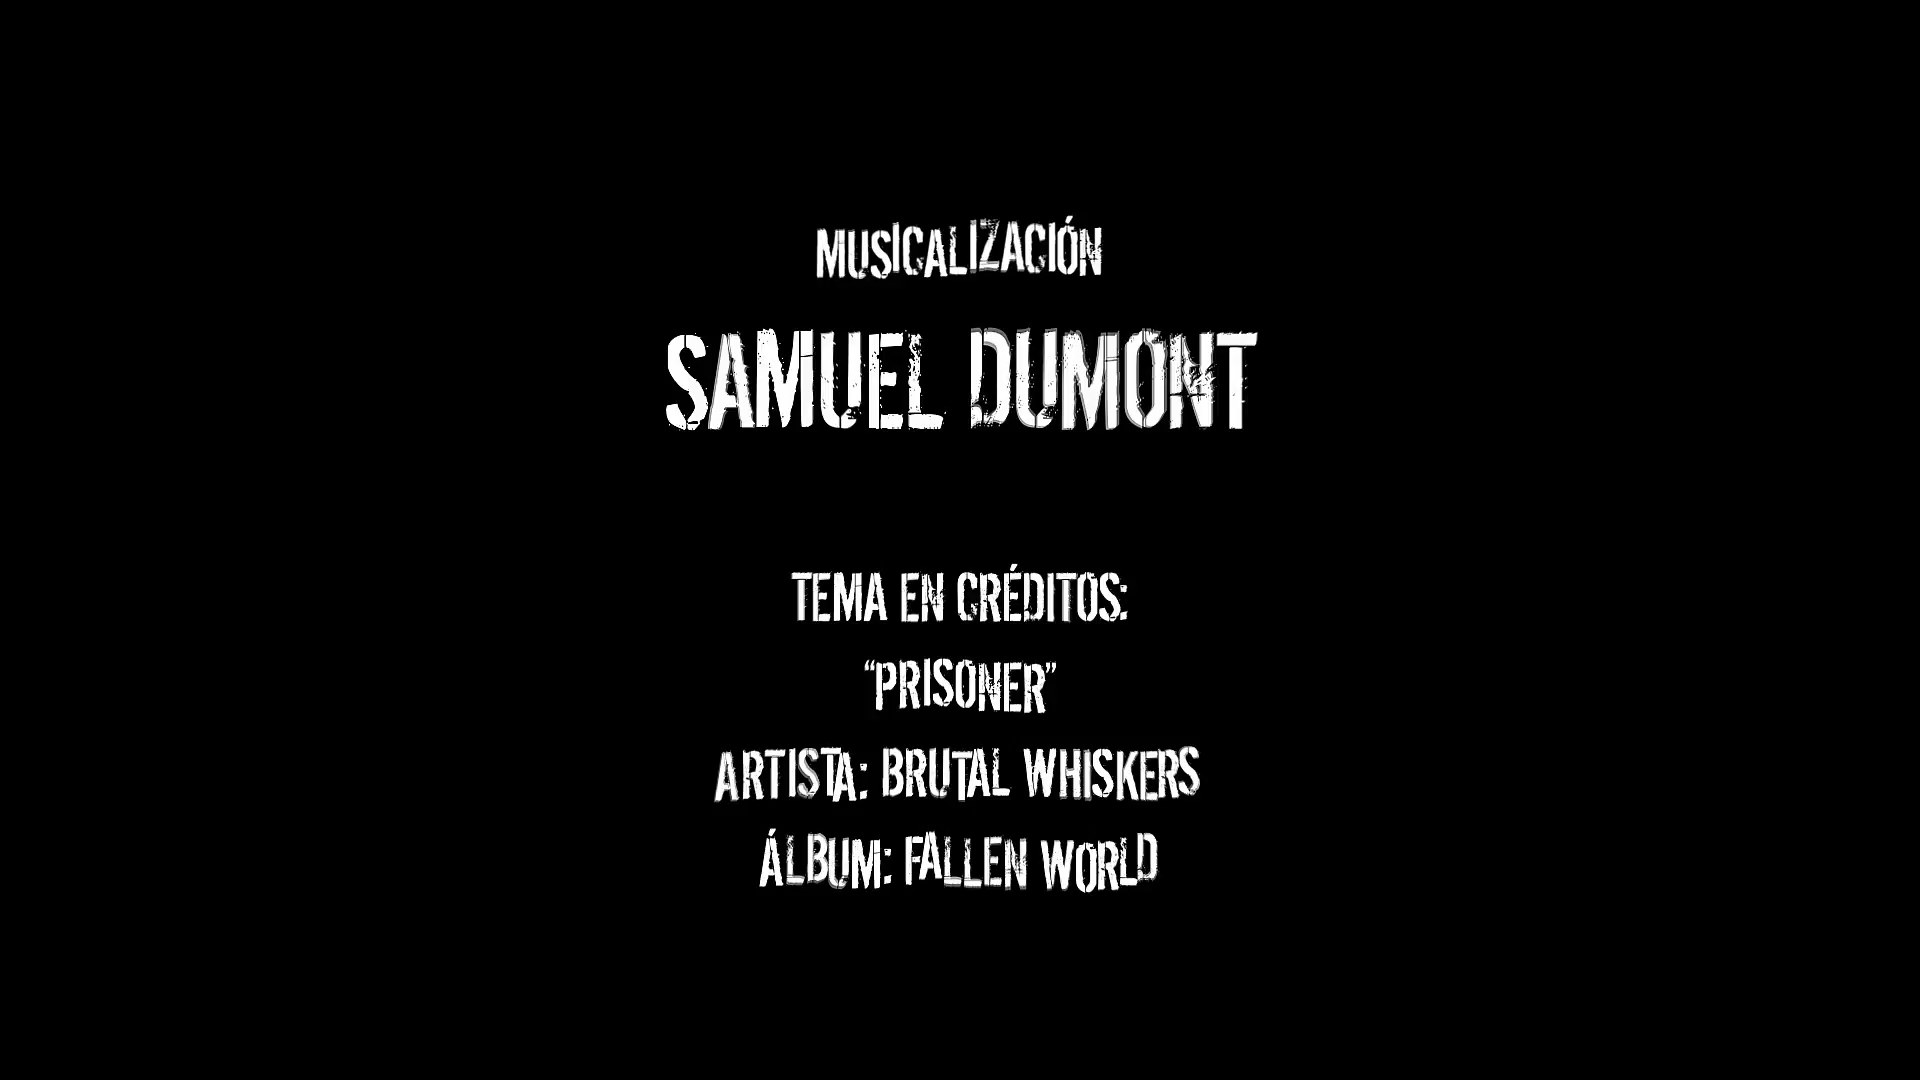 MUSICALIZACIÓN
SAMUEL DUMONT
TEMA EN CRÉDITOS:
“PRISONER”
ARTISTA: BRUTAL WHISKERS
ÁLBUM: FALLEN WORLD